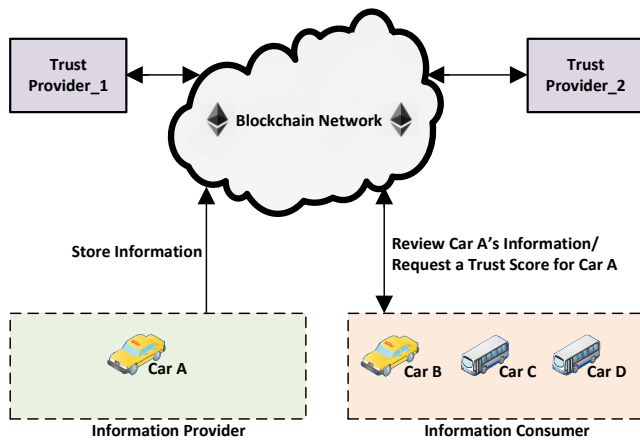 Trust
Provider_1
Trust
Provider_2
Blockchain Network
Store Information
Review Car A's Information/
Request a Trust Score for Car A
Car A
Car B
Car C
Car D
Information Provider
Information Consumer